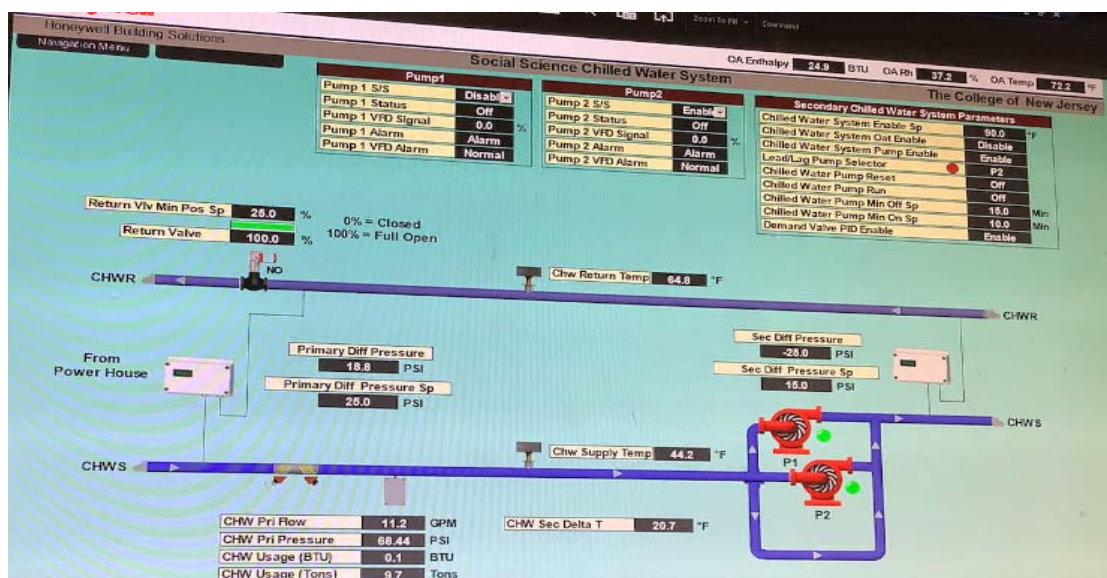 Zoom To Fit
Command
Honeywell Building Solutions
Navigation Menu
Social Science Chilled Water System
OA Enthalpy 24.9 BTU OA Rh 37.2 % OA Temp 72.2 °F
The College of New Jersey
Pump1
Pump 1 S/S Disabl
Pump 1 Status Off
Pump 1 VFD Signal 0.0 %
Pump 1 Alarm Alarm
Pump 1 VFD Alarm Normal
Pump2
Pump 2 S/S Enable
Pump 2 Status Off
Pump 2 VFD Signal 0.0 %
Pump 2 Alarm Alarm
Pump 2 VFD Alarm Normal
Secondary Chilled Water System Parameters
Chilled Water System Enable Sp 90.0 °F
Chilled Water System Oat Enable Disable
Chilled Water System Pump Enable Enable
Lead/Lag Pump Selector P2
Chilled Water Pump Reset Off
Chilled Water Pump Run Off
Chilled Water Pump Min Off Sp 15.0 Min
Chilled Water Pump Min On Sp 10.0 Min
Demand Valve PID Enable Enable
Return Vlv Min Pos Sp 25.0 %
Return Valve 100.0 %
0% = Closed
100% = Full Open
NO
CHWR
Chw Return Temp 64.8 °F
CHWR
From
Power House
Primary Diff Pressure
18.8 PSI
Primary Diff Pressure Sp
25.0 PSI
Sec Diff Pressure
-25.0 PSI
Sec Diff Pressure Sp
15.0 PSI
CHWS
CHWS
Chw Supply Temp 44.2 °F
P1
P2
CHW Pri Flow 11.2 GPM
CHW Pri Pressure 68.44 PSI
CHW Usage (BTU) 0.1 BTU
CHW Usage (Tons) 9.7 Tons
CHW Sec Delta T 20.7 °F